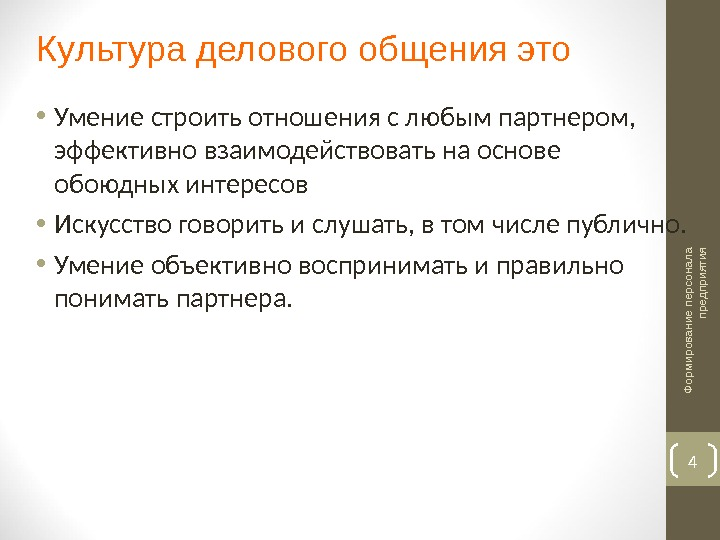 Культура делового общения это
• Умение строить отношения с любым партнером,
эффективно взаимодействовать на основе
обоюдных интересов
• Искусство говорить и слушать, в том числе публично.
• Умение объективно воспринимать и правильно
понимать партнера.
Формирование персонала
предприятия
4